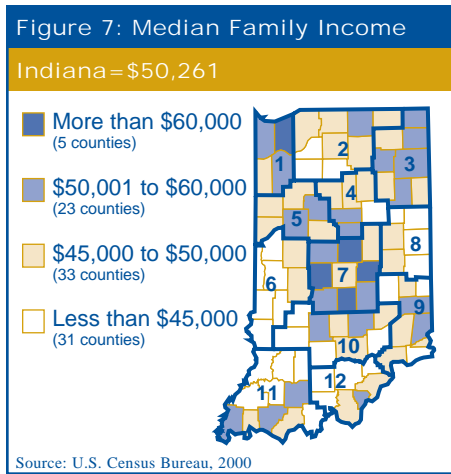 Figure 7: Median Family Income
Indiana=$50,261
More than $60,000
(5 counties)
$50,001 to $60,000
(23 counties)
$45,000 to $50,000
(33 counties)
Less than $45,000
(31 counties)
1
2
3
4
5
6
7
8
9
10
11
12
Source: U.S. Census Bureau, 2000